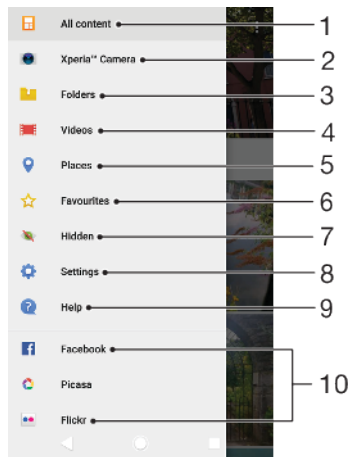 All content 1
Xperia™ Camera 2
Folders 3
Videos 4
Places 5
Favourites 6
Hidden 7
Settings 8
Help 9
Facebook
Picasa 10
Flickr